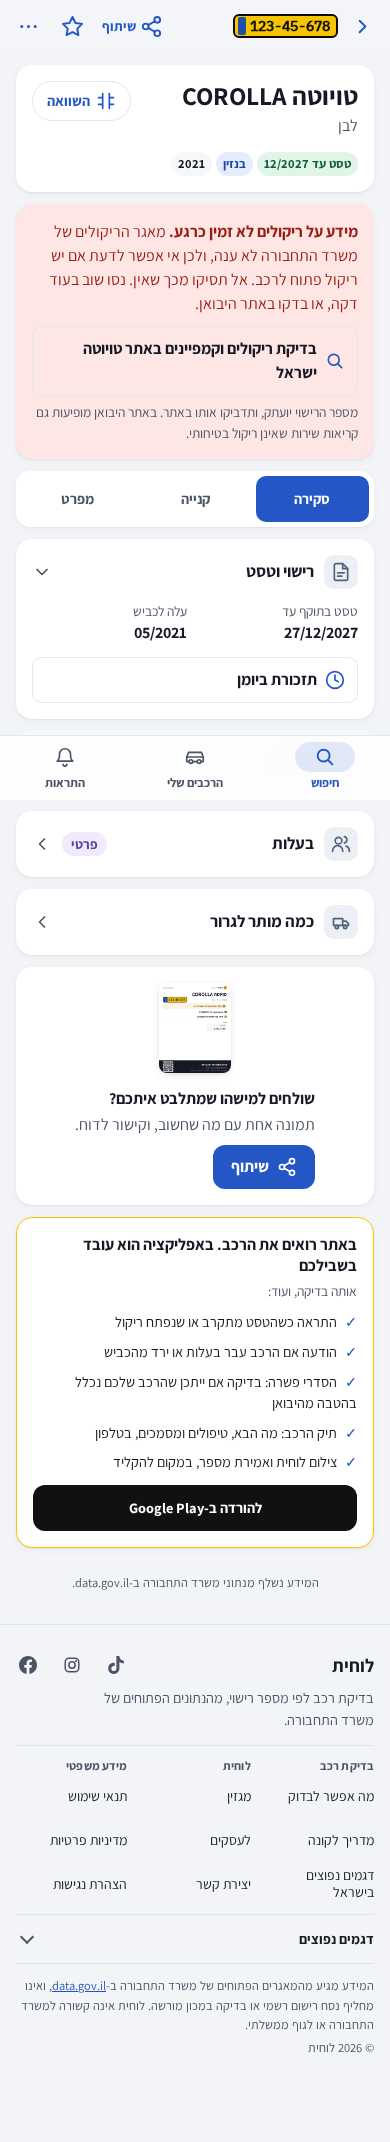 123-45-678
שיתוף
טויוטה COROLLA
לבן
השוואה
טסט עד 12/2027
בנזין
2021
מידע על ריקולים לא זמין כרגע. מאגר הריקולים של
משרד התחבורה לא ענה, ולכן אי אפשר לדעת אם יש
ריקול פתוח לרכב. אל תסיקו מכך שאין. נסו שוב בעוד
דקה, או בדקו באתר היבואן.
בדיקת ריקולים וקמפיינים באתר טויוטה
ישראל
מספר הרישוי יועתק, ותדביקו אותו באתר. באתר היבואן מופיעות גם
קריאות שירות שאינן ריקול בטיחותי.
סקירה
קנייה
מפרט
רישוי וטסט
טסט בתוקף עד
עלה לכביש
27/12/2027
05/2021
תזכורת ביומן
חיפוש
הרכבים שלי
התראות
בעלות
פרטי
כמה מותר לגרור
שולחים למישהו שמתלבט איתכם?
תמונה אחת עם מה שחשוב, וקישור לדוח.
שיתוף
באתר רואים את הרכב. באפליקציה הוא עובד
בשבילכם
אותה בדיקה, ועוד:
✓ התראה כשהטסט מתקרב או שנפתח ריקול
✓ הודעה אם הרכב עבר בעלות או ירד מהכביש
✓ הסדרי פשרה: בדיקה אם ייתכן שהרכב שלכם נכלל
בהטבה מהיבואן
✓ תיק הרכב: מה הבא, טיפולים ומסמכים, בטלפון
✓ צילום לוחית ואמירת מספר, במקום להקליד
להורדה ב-Google Play
המידע נשלף מנתוני משרד התחבורה ב-data.gov.il.
לוחית
בדיקת רכב לפי מספר רישוי, מהנתונים הפתוחים של
משרד התחבורה.
בדיקת רכב
לוחית
מידע משפטי
מה אפשר לבדוק
מגזין
תנאי שימוש
מדריך לקונה
לעסקים
מדיניות פרטיות
דגמים נפוצים
בישראל
יצירת קשר
הצהרת נגישות
דגמים נפוצים
המידע מגיע מהמאגרים הפתוחים של משרד התחבורה ב-data.gov.il, ואינו
מחליף נסח רישום רשמי או בדיקה במכון מורשה. לוחית אינה קשורה למשרד
התחבורה או לגוף ממשלתי.
© 2026 לוחית